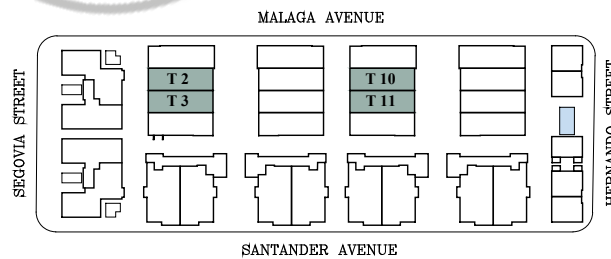 MALAGA AVENUE
SEGOVIA STREET
T 2
T 3
T 10
T 11
HERNANDO STREET
SANTANDER AVENUE